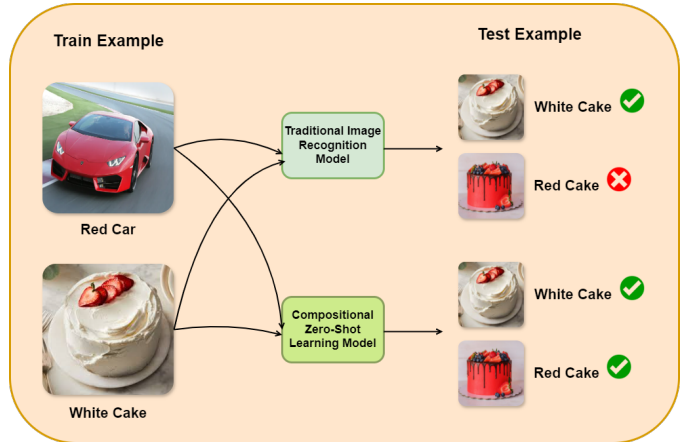 Train Example
Test Example
Red Car
White Cake
Traditional Image
Recognition
Model
Compositional
Zero-Shot
Learning Model
White Cake
Red Cake
White Cake
Red Cake